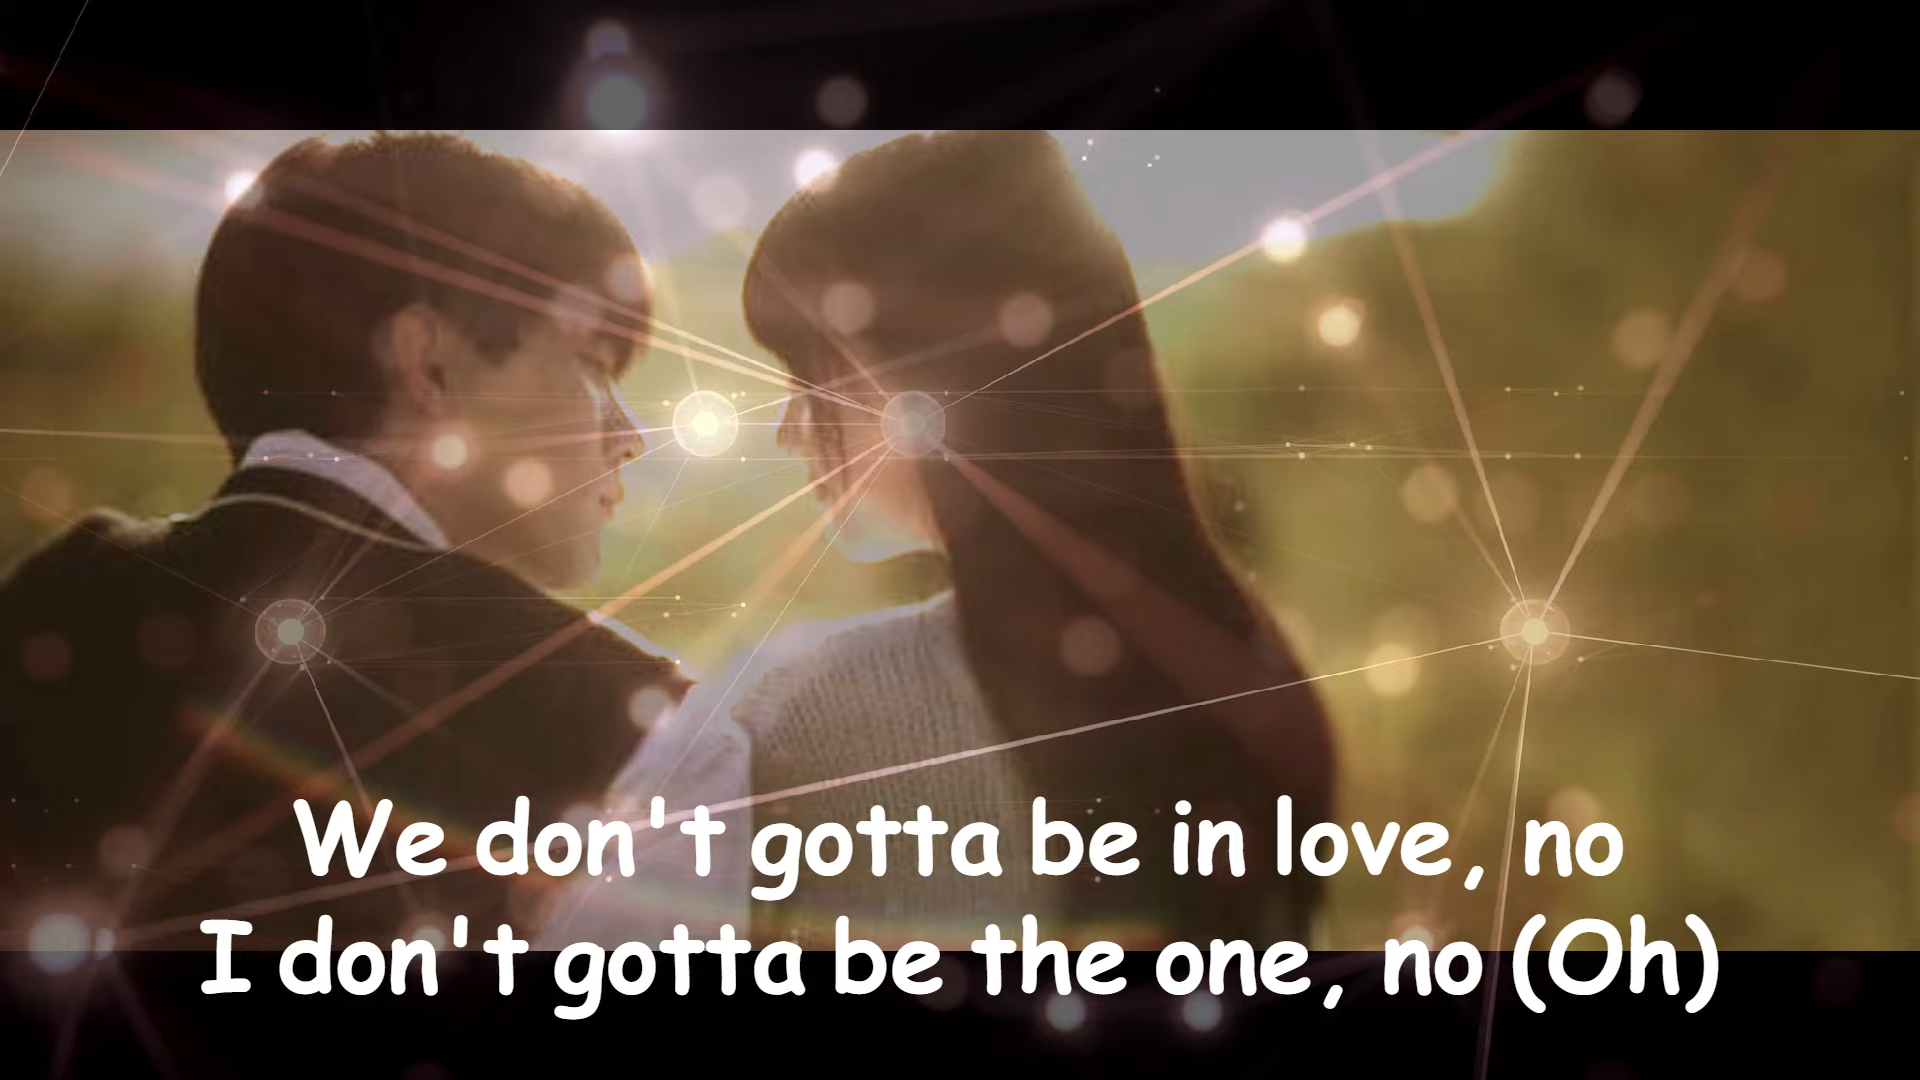 We don't gotta be in love, no
I don't gotta be the one, no (Oh)